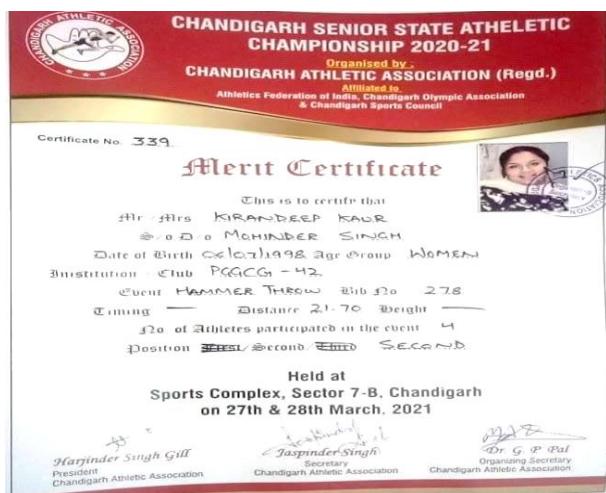 CHANDIGARH ATHLETIC ASSOCIATION
CHANDIGARH SENIOR STATE ATHELETIC
CHAMPIONSHIP 2020-21
Organised by :
CHANDIGARH ATHLETIC ASSOCIATION (Regd.)
Affiliated to
Athletics Federation of India, Chandigarh Olympic Association
& Chandigarh Sports Council
Certificate No. 339
Merit Certificate
This is to certify that
Mr / Mrs KIRANDEEP KAUR
S/o D/o MOHINDER SINGH
Date of Birth 06/07/1998 Age Group WOMEN
Institution / Club PGGCG - 42
Event HAMMER THROW Bib No 278
Timing — Distance 21.70 Height —
No of Athletes participated in the event 4
Position First/Second/Third SECOND
Held at
Sports Complex, Sector 7-B, Chandigarh
on 27th & 28th March, 2021
Harjinder Singh Gill Jaspinder Singh Dr. G. P Pal
President Secretary Organizing Secretary
Chandigarh Athletic Association Chandigarh Athletic Association Chandigarh Athletic Association